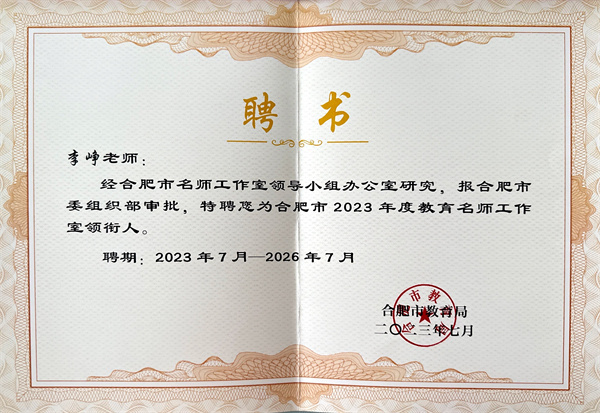 聘书
李峥老师：
经合肥市名师工作室领导小组办公室研究，报合肥市
委组织部审批，特聘您为合肥市2023年度教育名师工作
室领衔人。
聘期：2023年7月—2026年7月
合肥市教育局
二〇二三年七月